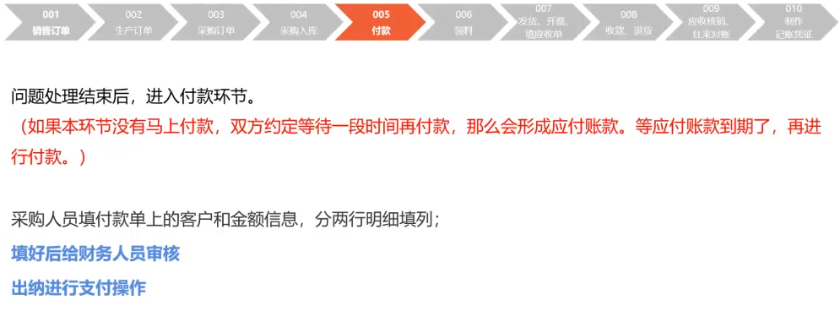 001
销售订单
002
生产订单
003
采购订单
004
采购入库
005
付款
006
领料
007
发货、开票、
填应收单
008
收款、退货
009
应收核销、
往来对账
010
制作
记账凭证
问题处理结束后，进入付款环节。
（如果本环节没有马上付款，双方约定等待一段时间再付款，那么会形成应付账款。等应付账款到期了，再进
行付款。）
采购人员填付款单上的客户和金额信息，分两行明细填列；
填好后给财务人员审核
出纳进行支付操作